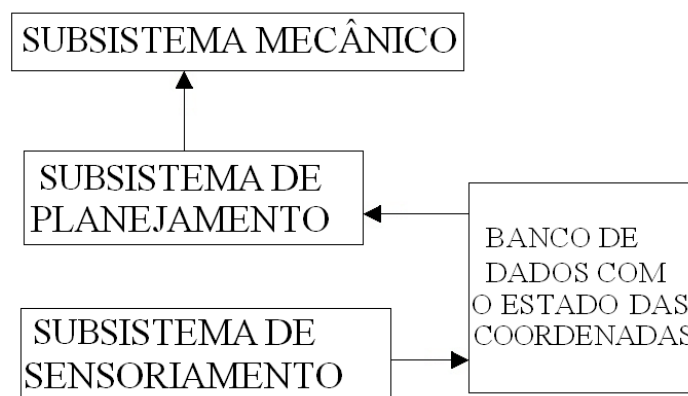 SUBSISTEMA MECÂNICO
SUBSISTEMA DE
PLANEJAMENTO
BANCO DE
DADOS COM
O ESTADO DAS
COORDENADAS
SUBSISTEMA DE
SENSORIAMENTO